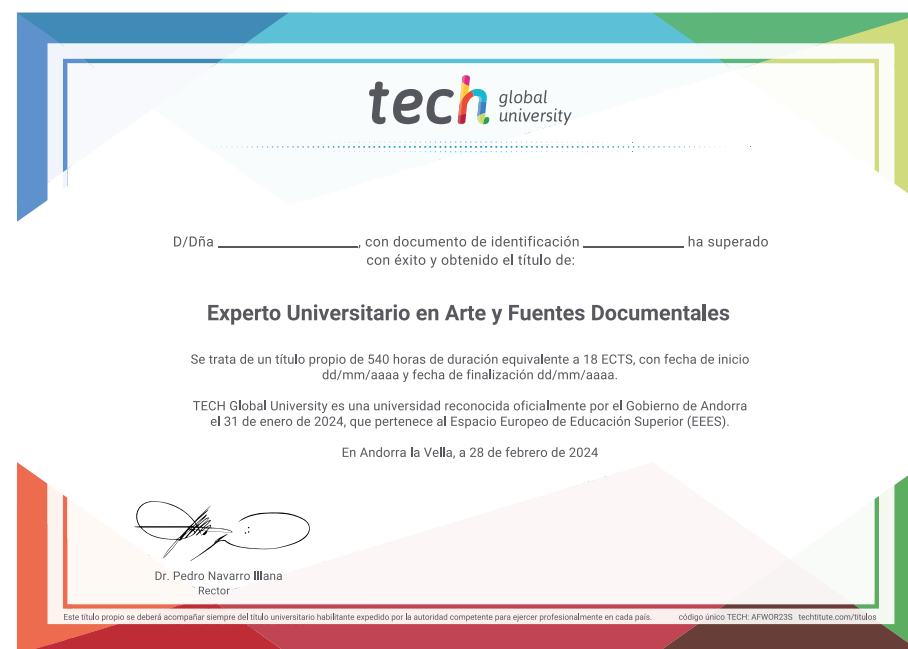 tech global
university
D/Dña ____________, con documento de identificación ____________ ha superado
con éxito y obtenido el título de:
Experto Universitario en Arte y Fuentes Documentales
Se trata de un título propio de 540 horas de duración equivalente a 18 ECTS, con fecha de inicio
dd/mm/aaaa y fecha de finalización dd/mm/aaaa.
TECH Global University es una universidad reconocida oficialmente por el Gobierno de Andorra
el 31 de enero de 2024, que pertenece al Espacio Europeo de Educación Superior (EEES).
En Andorra la Vella, a 28 de febrero de 2024
Dr. Pedro Navarro Illana
Rector
Este título propio se deberá acompañar siempre del título universitario habilitante expedido por la autoridad competente para ejercer profesionalmente en cada país. código único TECH: AFWOR23S techtitute.com/titulos